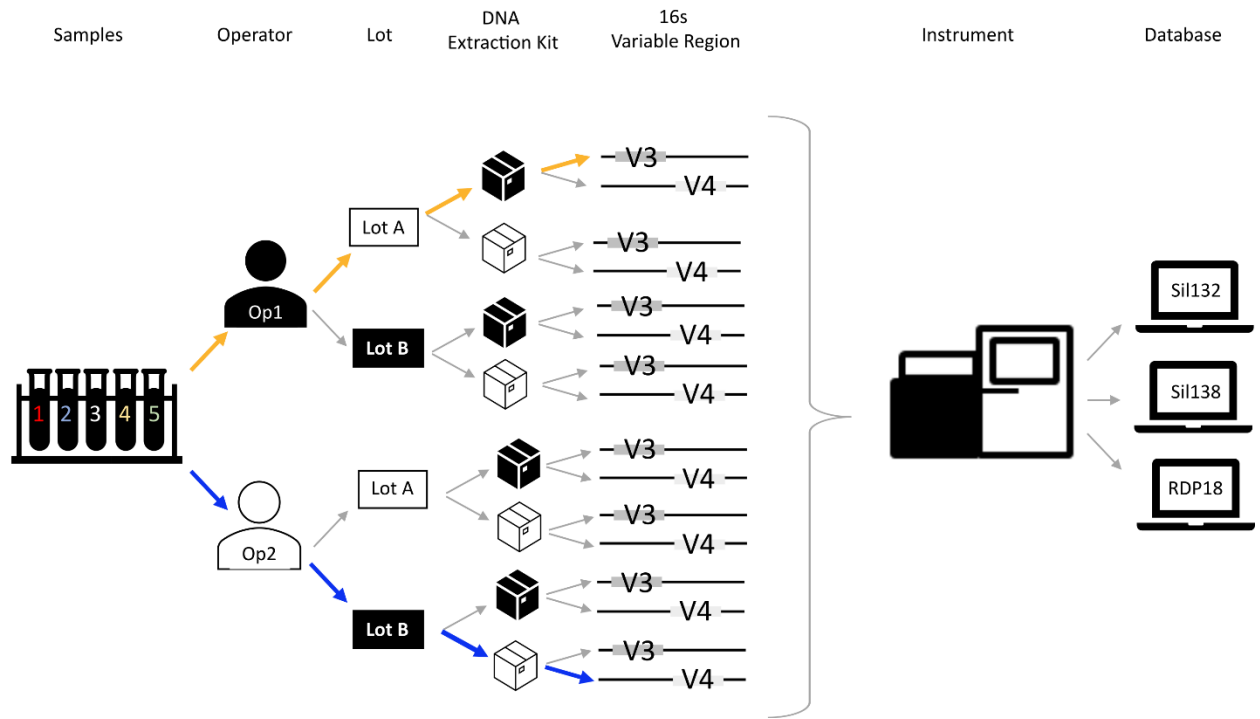 Samples
Operator
Lot
DNA
Extraction Kit
16s
Variable Region
Instrument
Database
1 2 3 4 5
Op1
Op2
Lot A
Lot B
Lot A
Lot B
V3
V4
V3
V4
V3
V4
V3
V4
V3
V4
V3
V4
V3
V4
V3
V4
Sil132
Sil138
RDP18